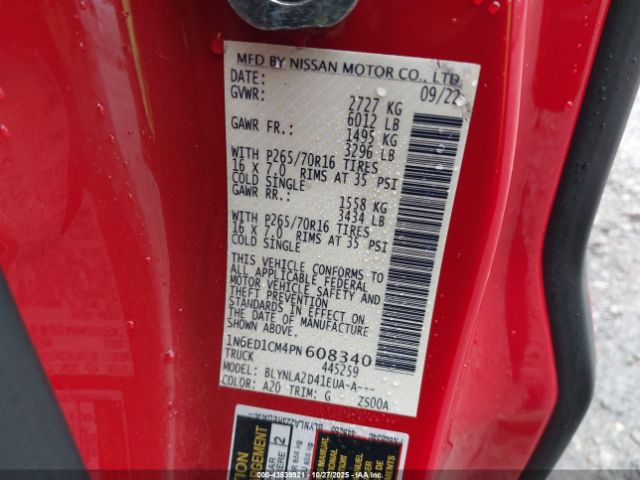 MFD BY NISSAN MOTOR CO., LTD.
DATE: 09/22
GVWR: 2727 KG
6012 LB
GAWR FR.: 1495 KG
3296 LB
WITH P265/70R16 TIRES
16 X 7.0 RIMS AT 35 PSI
COLD SINGLE
GAWR RR.: 1558 KG
3434 LB
WITH P265/70R16 TIRES
16 X 7.0 RIMS AT 35 PSI
COLD SINGLE
THIS VEHICLE CONFORMS TO
ALL APPLICABLE FEDERAL
MOTOR VEHICLE SAFETY AND
THEFT PREVENTION
STANDARDS IN EFFECT ON
THE DATE OF MANUFACTURE
SHOWN ABOVE.
1N6ED1CM4PN608340
TRUCK 445259
MODEL: BLYNLA2D41EUA-A---
COLOR: A20 TRIM: G ZS00A
2
43539921 | 10/27/2025 - Owner: IAA